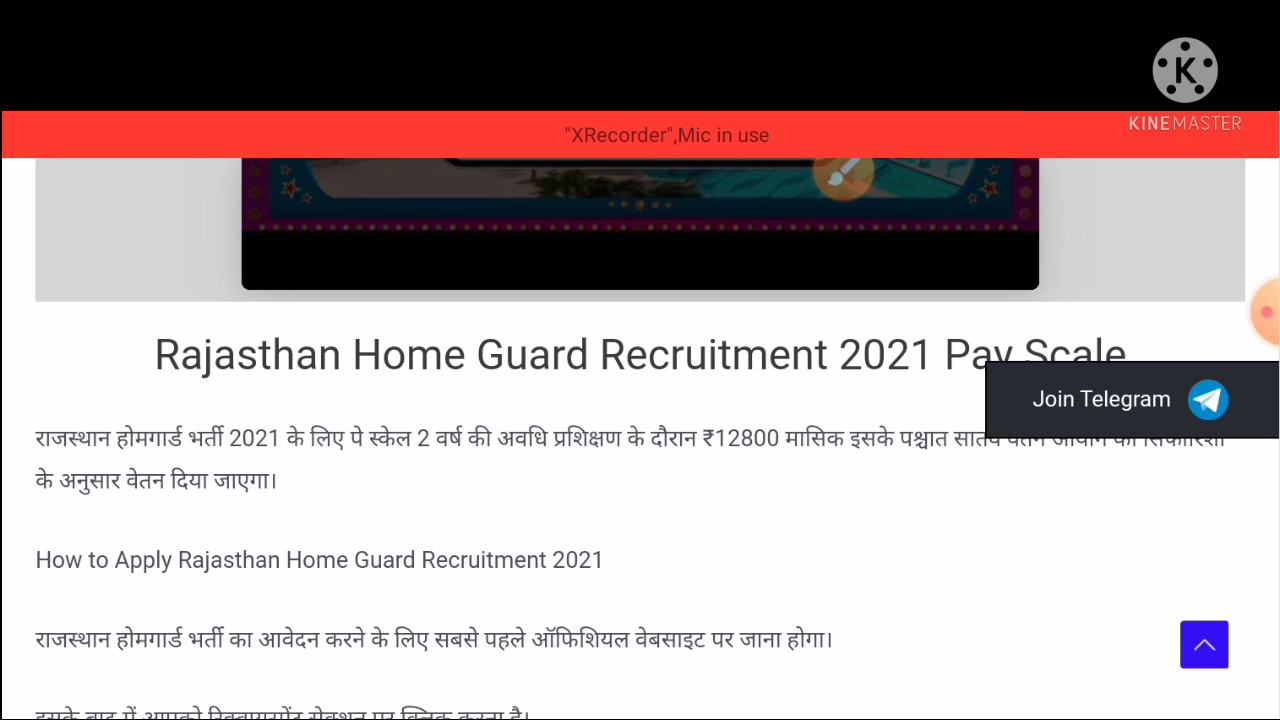 K
KINEMASTER
"XRecorder",Mic in use
Rajasthan Home Guard Recruitment 2021 Pay Scale
Join Telegram
राजस्थान होमगार्ड भर्ती 2021 के लिए पे स्केल 2 वर्ष की अवधि प्रशिक्षण के दौरान ₹12800 मासिक इसके पश्चात
के अनुसार वेतन दिया जाएगा।
How to Apply Rajasthan Home Guard Recruitment 2021
राजस्थान होमगार्ड भर्ती का आवेदन करने के लिए सबसे पहले ऑफिशियल वेबसाइट पर जाना होगा।